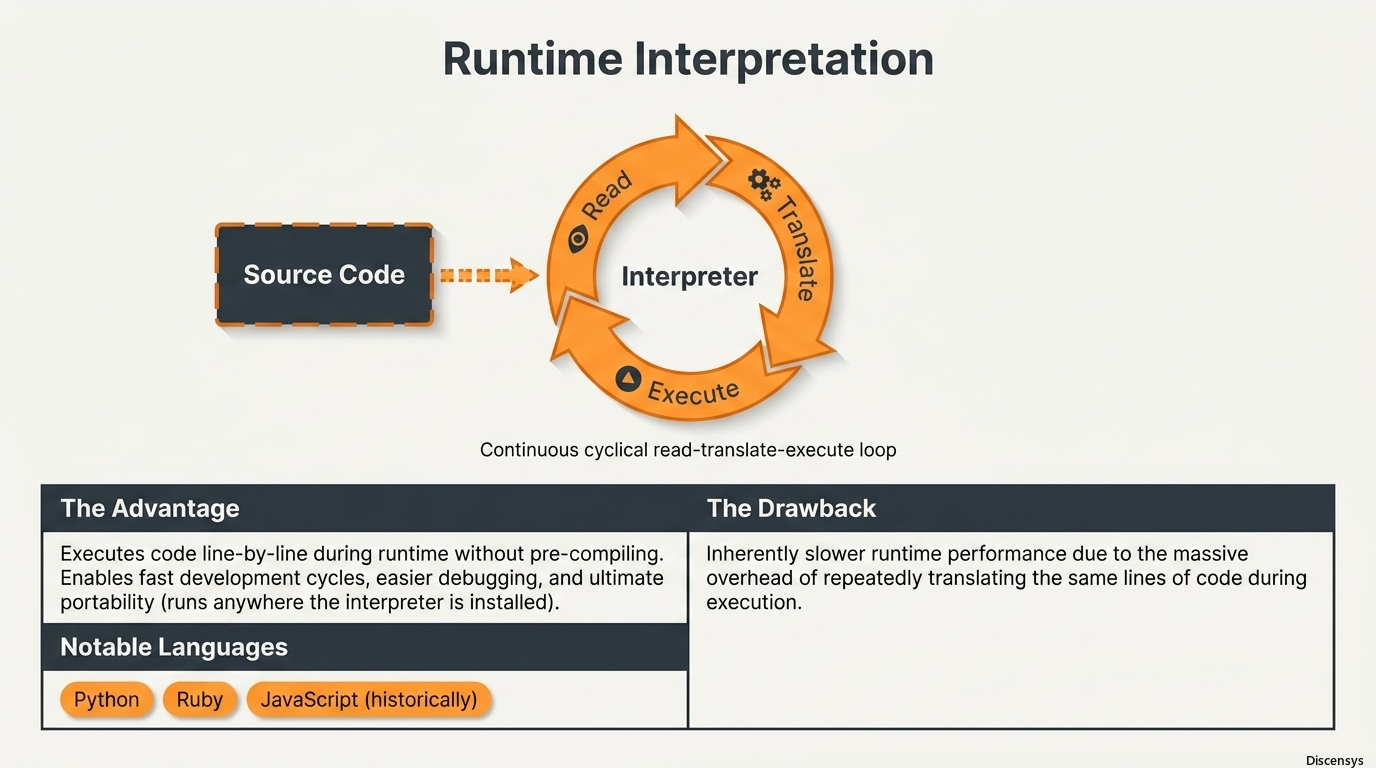 Runtime Interpretation
Source Code
Read
Translate
Interpreter
Execute
Continuous cyclical read-translate-execute loop
The Advantage
Executes code line-by-line during runtime without pre-compiling.
Enables fast development cycles, easier debugging, and ultimate
portability (runs anywhere the interpreter is installed).
Notable Languages
Python
Ruby
JavaScript (historically)
The Drawback
Inherently slower runtime performance due to the massive
overhead of repeatedly translating the same lines of code during
execution.
Discensys